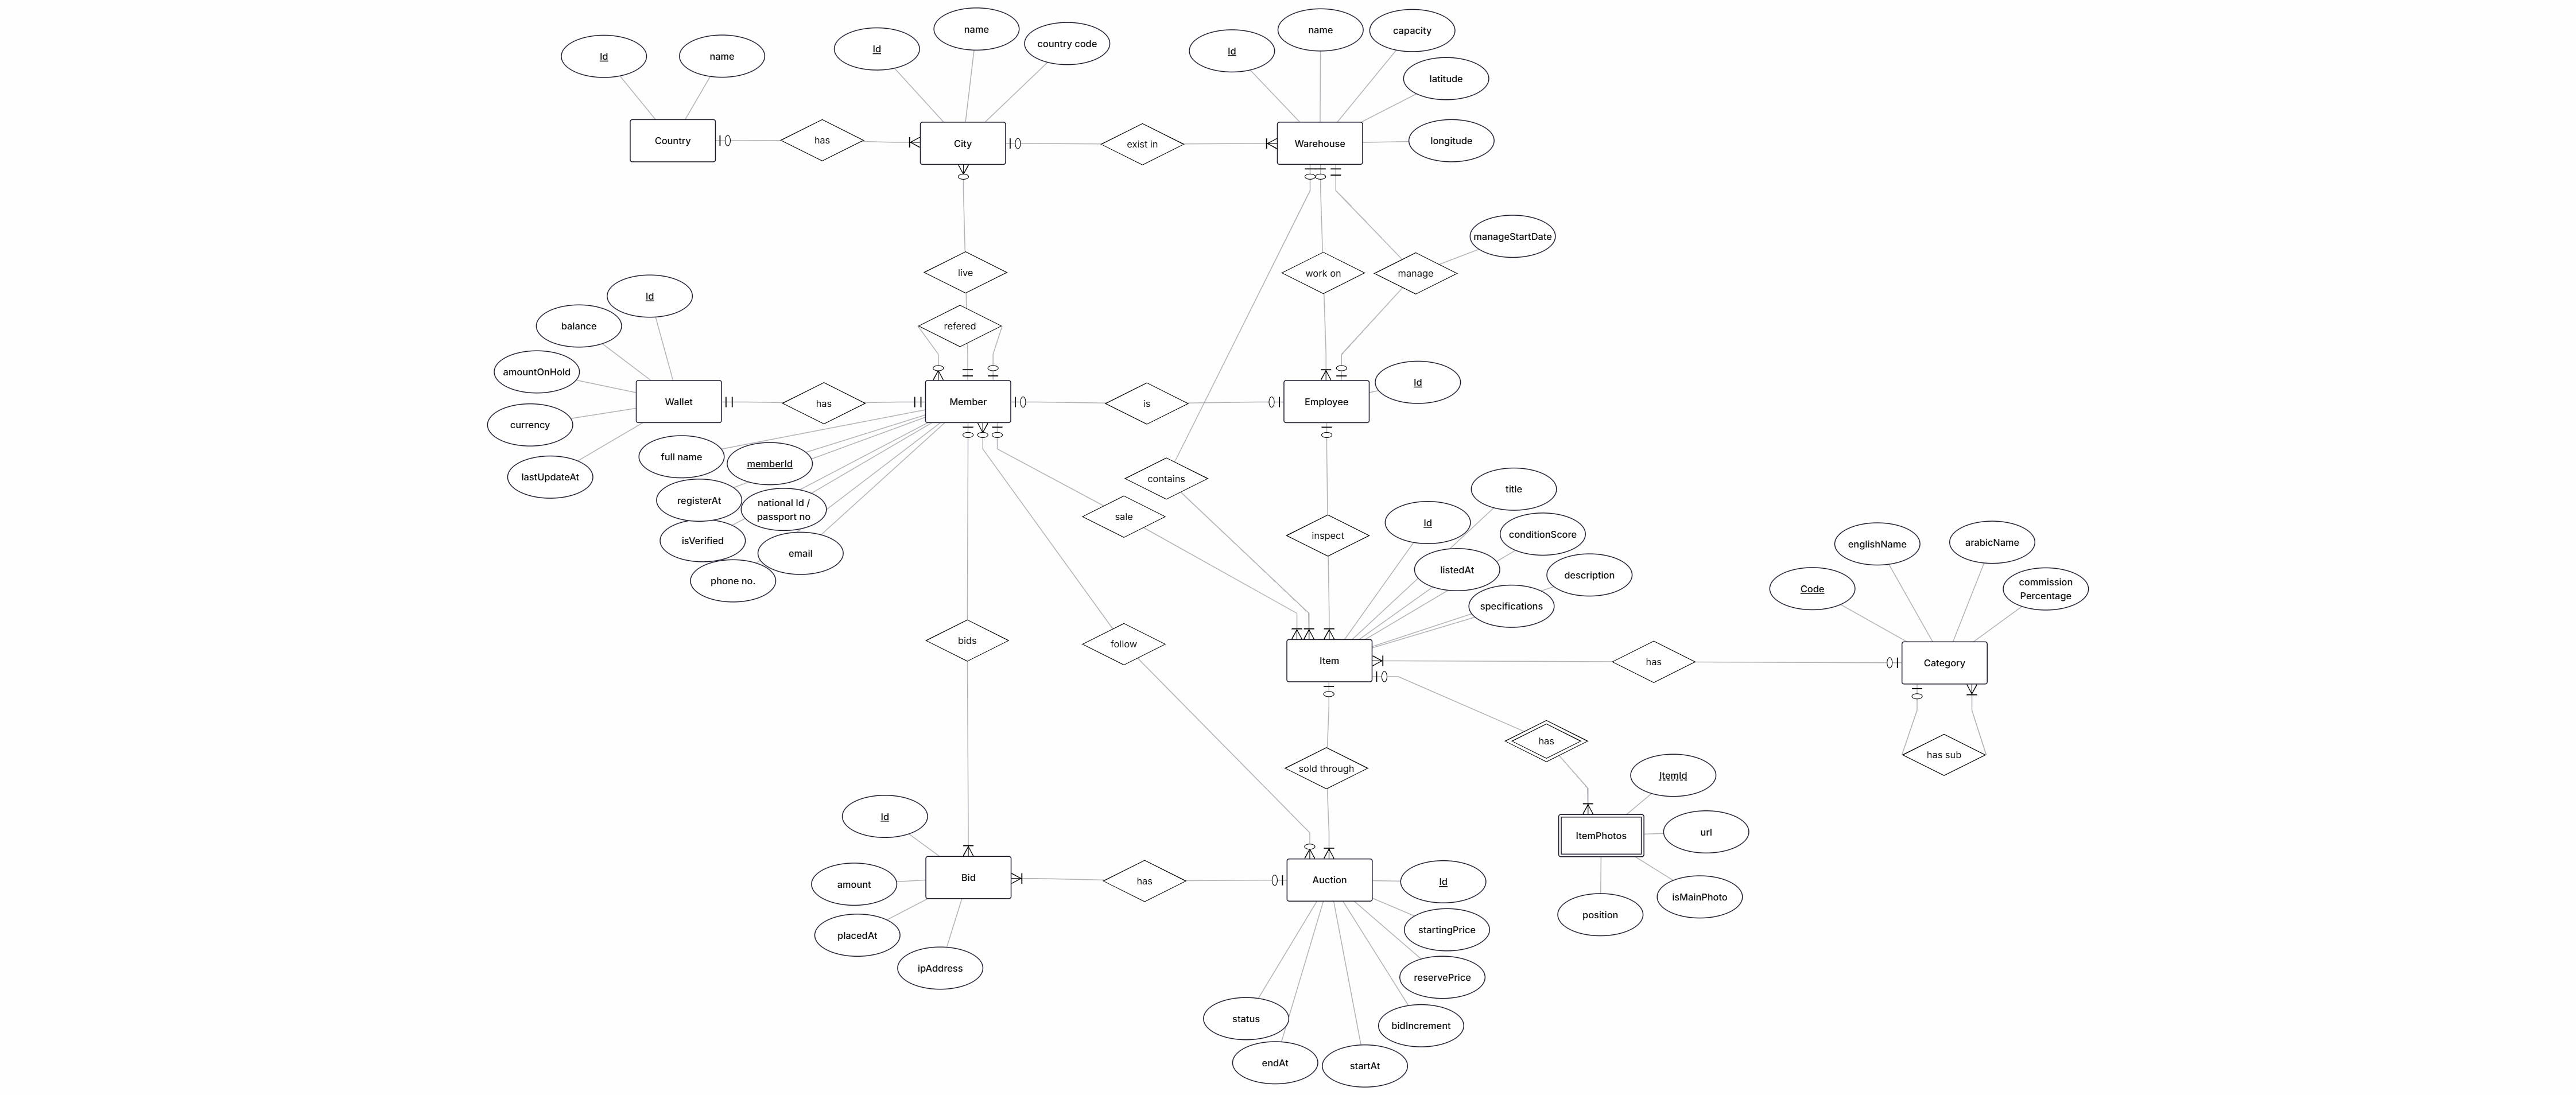 name
Id
name
country code
Id
name
capacity
Id
name
latitude
longitude
Country
has
City
exist in
Warehouse
manageStartDate
live
work on
manage
Id
balance
refered
amountOnHold
Wallet
has
Member
is
Employee
Id
currency
lastUpdateAt
full name
memberId
registerAt
national Id /
passport no
isVerified
email
phone no.
contains
sale
inspect
title
Id
conditionScore
listedAt
description
specifications
englishName
arabicName
Code
commission
Percentage
bids
follow
Item
has
Category
has
has sub
sold through
ItemId
url
ItemPhotos
isMainPhoto
position
Id
amount
Bid
has
Auction
Id
placedAt
ipAddress
startingPrice
reservePrice
status
bidIncrement
endAt
startAt